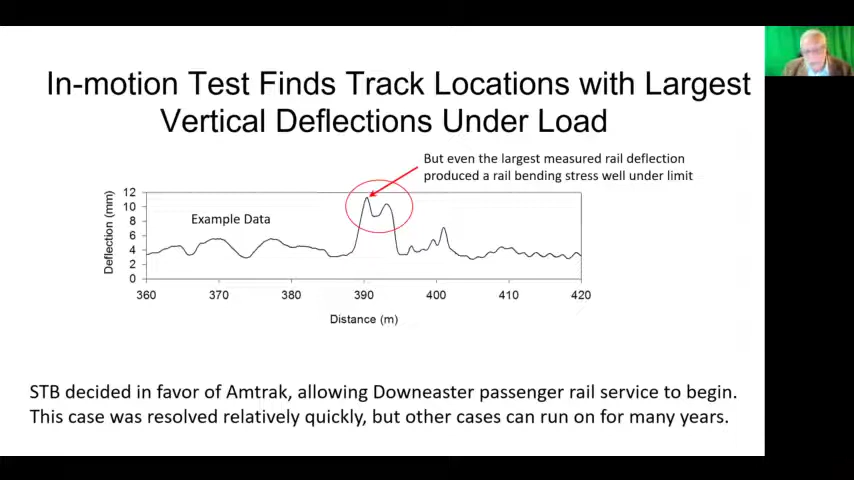 In-motion Test Finds Track Locations with Largest
Vertical Deflections Under Load
But even the largest measured rail deflection
produced a rail bending stress well under limit
Example Data
Deflection (mm)
12
10
8
6
4
2
0
360 370 380 390 400 410 420
Distance (m)
STB decided in favor of Amtrak, allowing Downeaster passenger rail service to begin.
This case was resolved relatively quickly, but other cases can run on for many years.